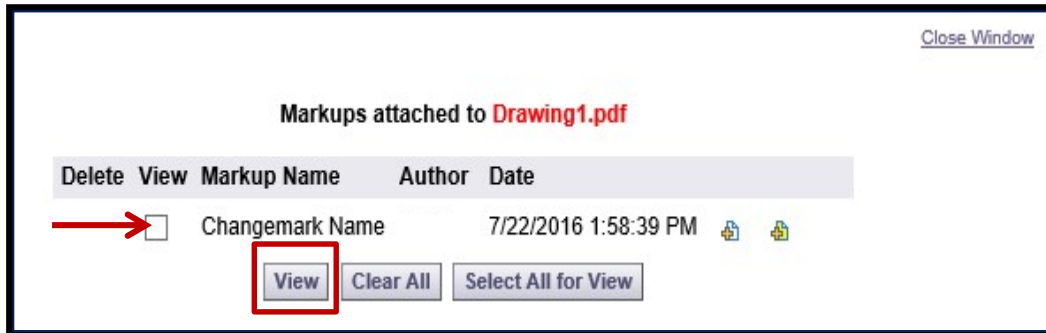 Close Window
Markups attached to Drawing1.pdf
Delete View Markup Name Author Date
Changemark Name 7/22/2016 1:58:39 PM
View Clear All Select All for View